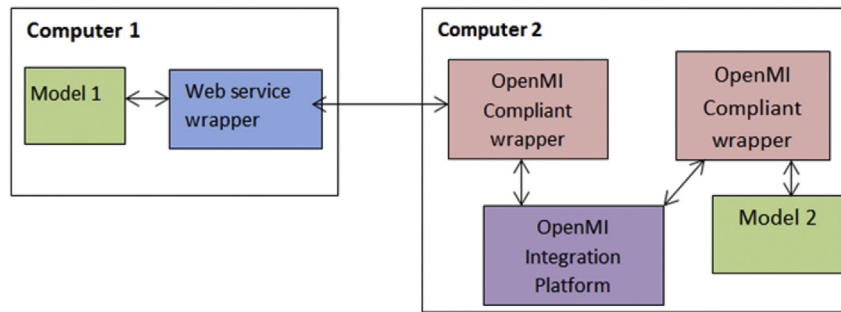 Computer 1
Model 1
Web service
wrapper
Computer 2
OpenMI
Compliant
wrapper
OpenMI
Compliant
wrapper
OpenMI
Integration
Platform
Model 2